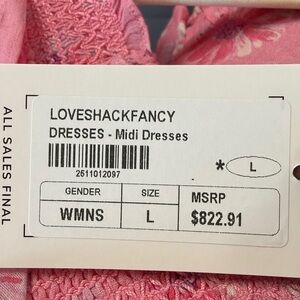 ALL SALES FINAL
LOVESHACKFANCY
DRESSES - Midi Dresses
2511012097
* L
GENDER SIZE MSRP
WMNS L $822.91